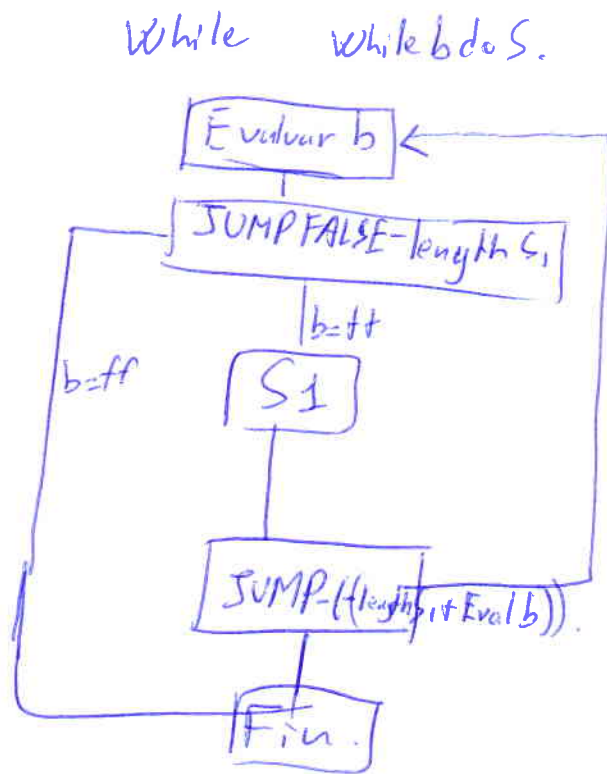 While while b do S.
Evaluar b
JUMPFALSE-length S1
b=tt
b=ff
S1
JUMP-(-(length S1+Eval b)).
Fin.